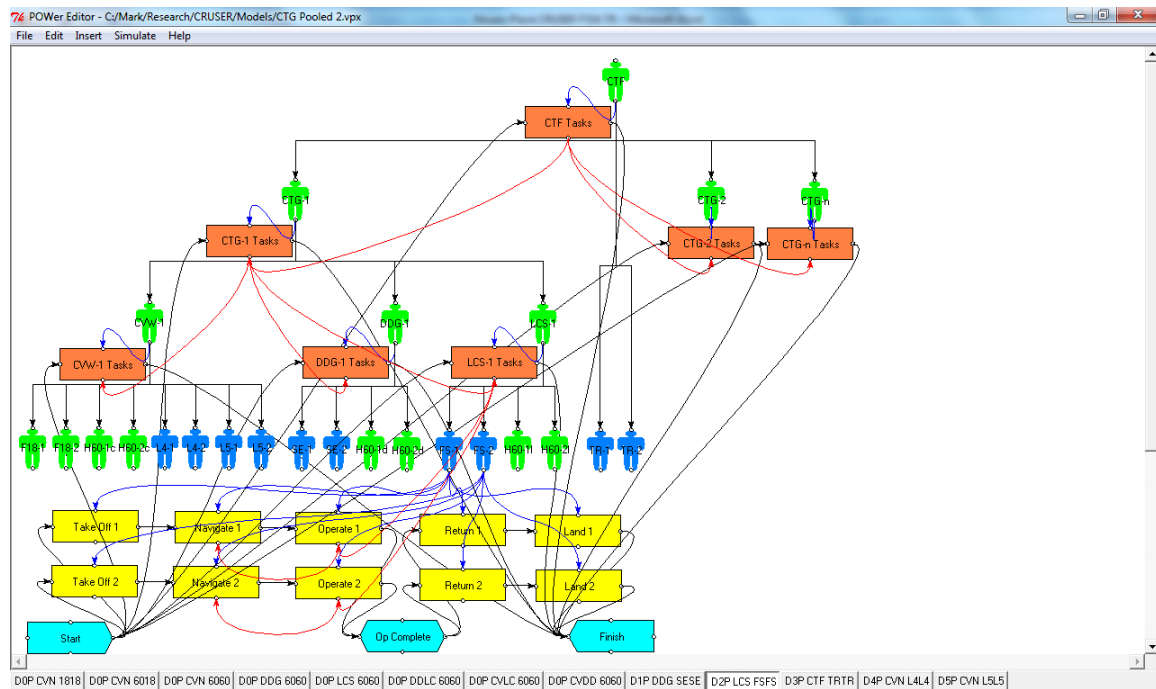 POWer Editor - C:/Mark/Research/CRUSER/Models/CTG Pooled 2.vpx
File Edit Insert Simulate Help
CTF
CTF Tasks
CTG-1
CTG-2
CTG-n
CTG-1 Tasks
CTG-2 Tasks
CTG-n Tasks
CVW-1
DDG-1
LCS-1
CVW-1 Tasks
DDG-1 Tasks
LCS-1 Tasks
F18-1 F18-2 H60-1c H60-2c L4-1 L4-2 L5-1 L5-2 SE-1 SE-2 H60-1d H60-2d FS-1 FS-2 H60-1l H60-2l TR-1 TR-2
Take Off 1 Navigate 1 Operate 1 Return 1 Land 1
Take Off 2 Navigate 2 Operate 2 Return 2 Land 2
Start Op Complete Finish
D0P CVN 1818 D0P CVN 6018 D0P CVN 6060 D0P DDG 6060 D0P LCS 6060 D0P DDLC 6060 D0P CVLC 6060 D0P CVDD 6060 D1P DDG SESE D2P LCS FSFS D3P CTF TRTR D4P CVN L4L4 D5P CVN L5L5